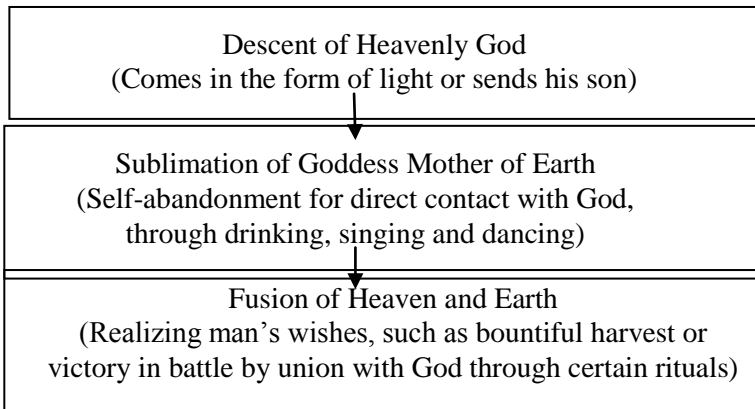 Descent of Heavenly God
(Comes in the form of light or sends his son)
Sublimation of Goddess Mother of Earth
(Self-abandonment for direct contact with God,
through drinking, singing and dancing)
Fusion of Heaven and Earth
(Realizing man’s wishes, such as bountiful harvest or
victory in battle by union with God through certain rituals)